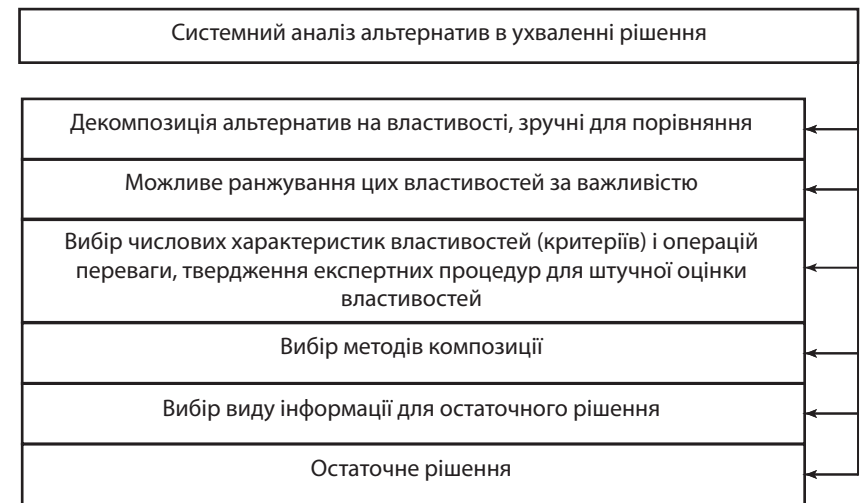 Системний аналіз альтернатив в ухваленні рішення
Декомпозиція альтернатив на властивості, зручні для порівняння
Можливе ранжування цих властивостей за важливістю
Вибір числових характеристик властивостей (критеріїв) і операцій
переваги, твердження експертних процедур для штучної оцінки
властивостей
Вибір методів композиції
Вибір виду інформації для остаточного рішення
Остаточне рішення